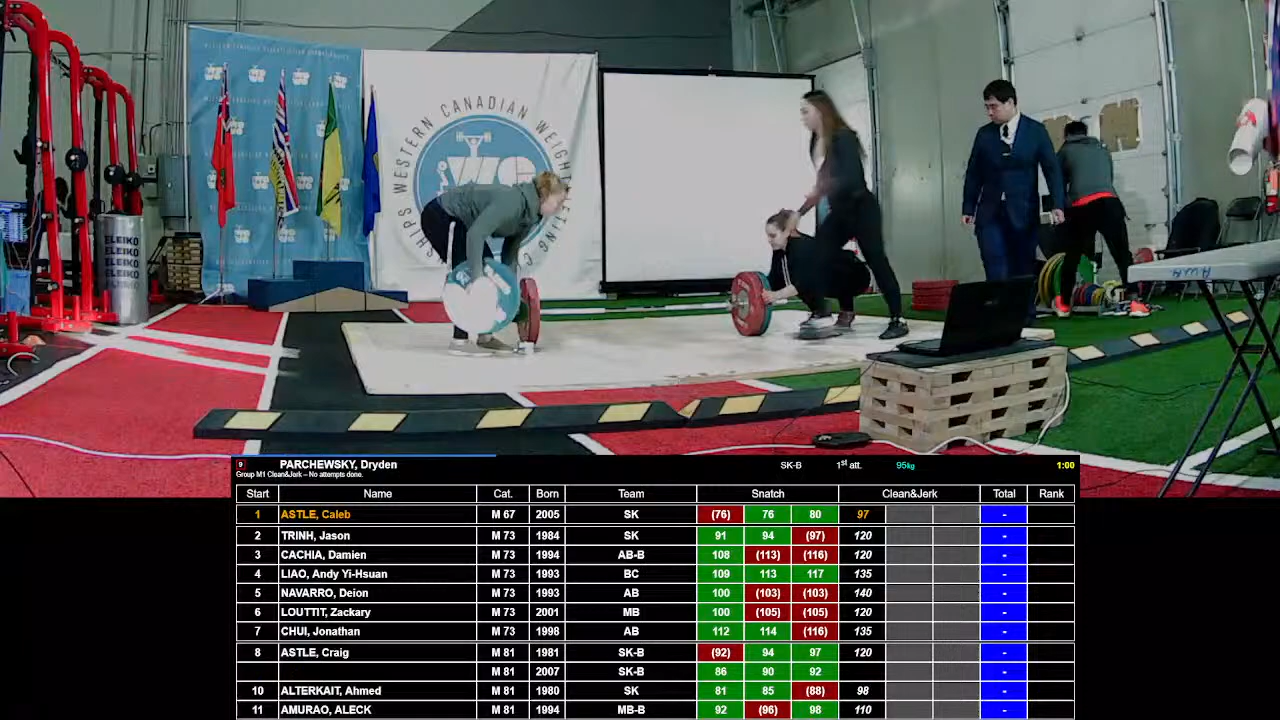 SHIPS WESTERN CANADIAN WEIGHTLIFTING C
WC
ELEIKO
ELEIKO
ELEIKO
ELEIKO
AWA
9 PARCHEWSKY, Dryden SK-B 1st att. 95kg 1:00
Group M1 Clean&Jerk – No attempts done.
Start Name Cat. Born Team Snatch Clean&Jerk Total Rank
1 ASTLE, Caleb M 67 2005 SK (76) 76 80 97 -
2 TRINH, Jason M 73 1984 SK 91 94 (97) 120 -
3 CACHIA, Damien M 73 1994 AB-B 108 (113) (116) 120 -
4 LIAO, Andy Yi-Hsuan M 73 1993 BC 109 113 117 135 -
5 NAVARRO, Deion M 73 1993 AB 100 (103) (103) 140 -
6 LOUTTIT, Zackary M 73 2001 MB 100 (105) (105) 120 -
7 CHUI, Jonathan M 73 1998 AB 112 114 (116) 135 -
8 ASTLE, Craig M 81 1981 SK-B (92) 94 97 120 -
M 81 2007 SK-B 86 90 92 -
10 ALTERKAIT, Ahmed M 81 1980 SK 81 85 (88) 98 -
11 AMURAO, ALECK M 81 1994 MB-B 92 (96) 98 110 -